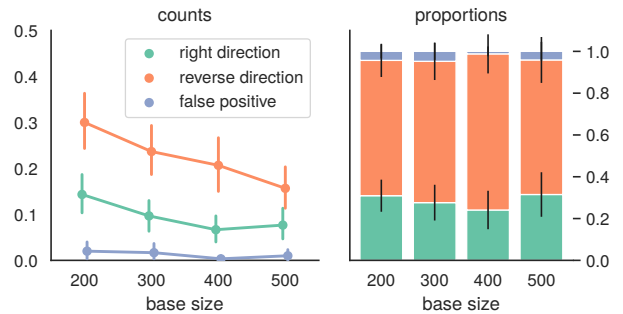 counts
0.5
0.4
0.3
0.2
0.1
0.0
right direction
reverse direction
false positive
200 300 400 500
base size
proportions
1.0
0.8
0.6
0.4
0.2
0.0
200 300 400 500
base size